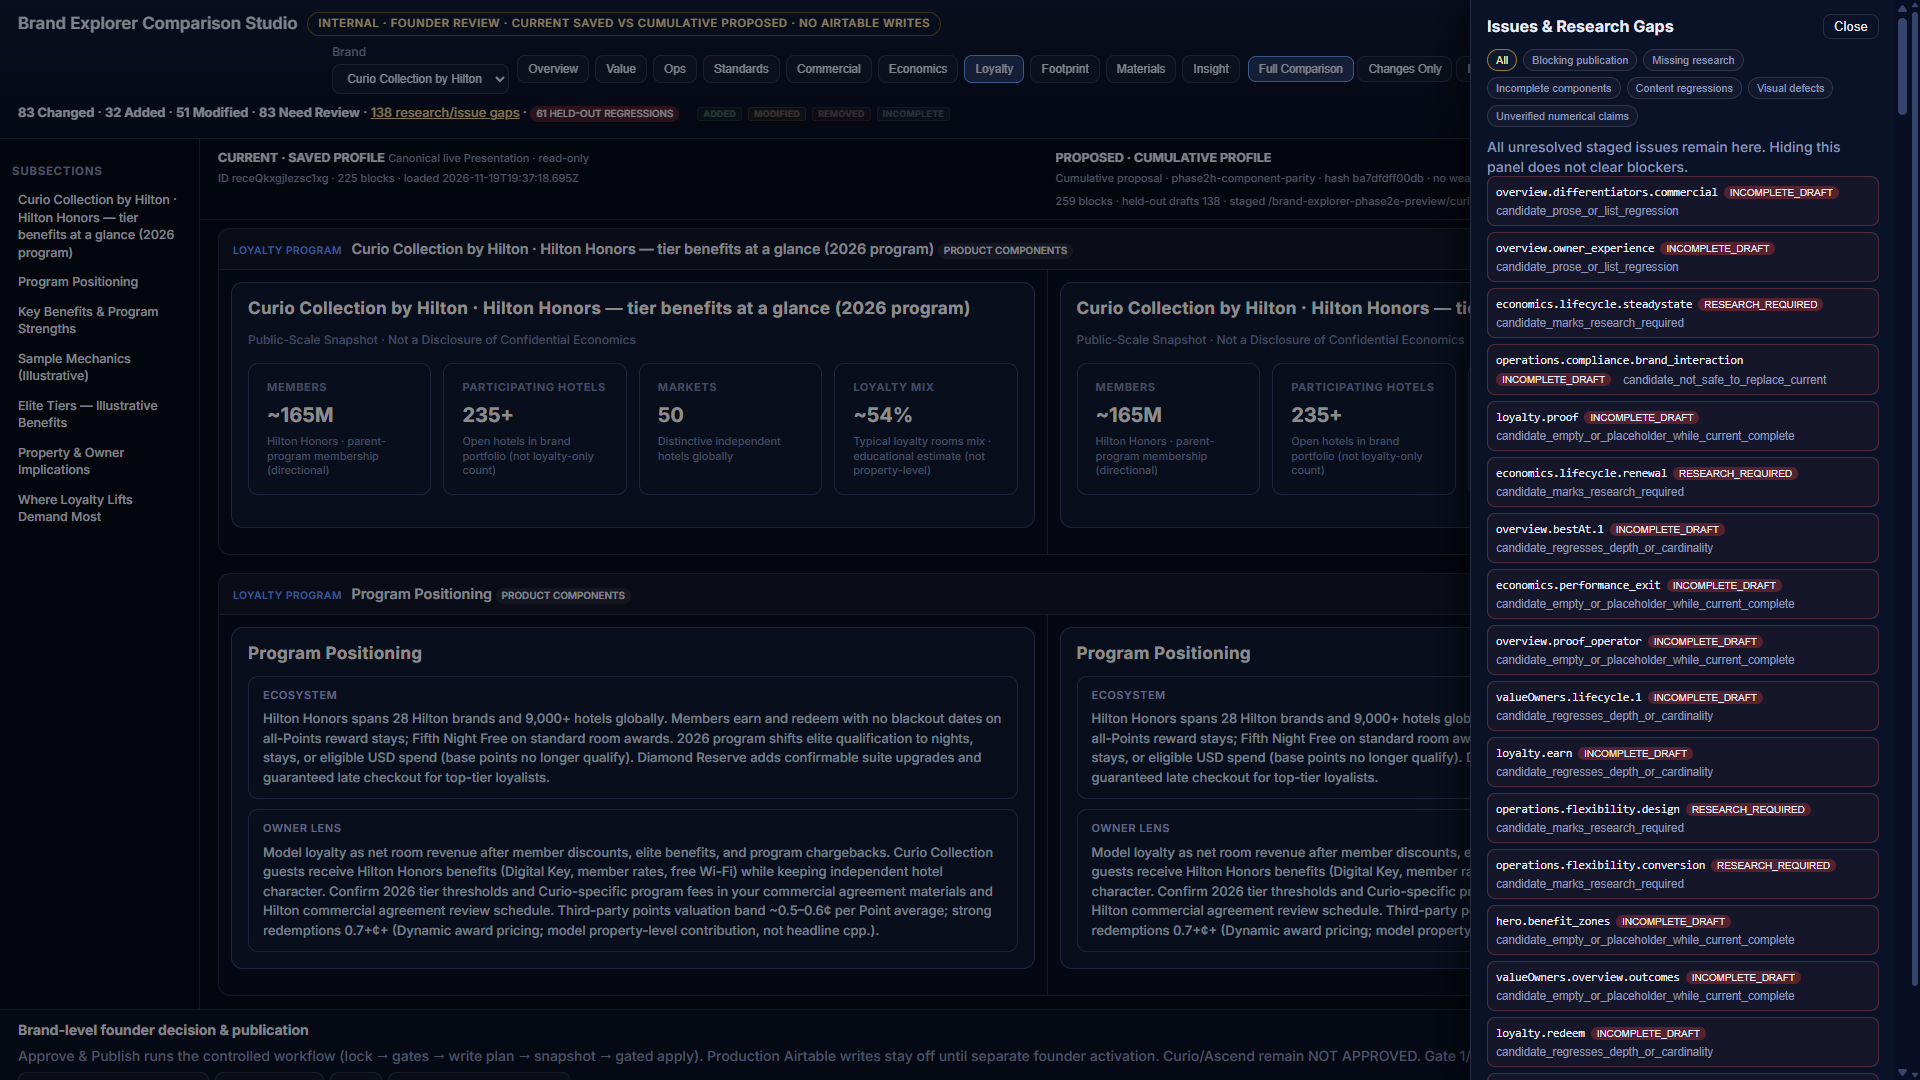 Brand Explorer Comparison Studio
INTERNAL · FOUNDER REVIEW · CURRENT SAVED VS CUMULATIVE PROPOSED · NO AIRTABLE WRITES
Brand
Curio Collection by Hilton
Overview
Value
Ops
Standards
Commercial
Economics
Loyalty
Footprint
Materials
Insight
Full Comparison
Changes Only
83 Changed · 32 Added · 51 Modified · 83 Need Review · 138 research/issue gaps · 61 HELD-OUT REGRESSIONS
ADDED
MODIFIED
REMOVED
INCOMPLETE
SUBSECTIONS
Curio Collection by Hilton ·
Hilton Honors — tier
benefits at a glance (2026
program)
Program Positioning
Key Benefits & Program
Strengths
Sample Mechanics
(Illustrative)
Elite Tiers — Illustrative
Benefits
Property & Owner
Implications
Where Loyalty Lifts
Demand Most
CURRENT · SAVED PROFILE Canonical live Presentation · read-only
ID receQkxgjlezsc1xg · 225 blocks · loaded 2026-11-19T19:37:18.695Z
PROPOSED · CUMULATIVE PROFILE
Cumulative proposal · phase2h-component-parity · hash ba7dfdff00db · no wea
259 blocks · held-out drafts 138 · staged /brand-explorer-phase2e-preview/curi
LOYALTY PROGRAM Curio Collection by Hilton · Hilton Honors — tier benefits at a glance (2026 program) PRODUCT COMPONENTS
Curio Collection by Hilton · Hilton Honors — tier benefits at a glance (2026 program)
Public-Scale Snapshot · Not a Disclosure of Confidential Economics
MEMBERS
~165M
Hilton Honors · parent-
program membership
(directional)
PARTICIPATING HOTELS
235+
Open hotels in brand
portfolio (not loyalty-only
count)
MARKETS
50
Distinctive independent
hotels globally
LOYALTY MIX
~54%
Typical loyalty rooms mix ·
educational estimate (not
property-level)
Curio Collection by Hilton · Hilton Honors — ti
Public-Scale Snapshot · Not a Disclosure of Confidential Economics
MEMBERS
~165M
Hilton Honors · parent-
program membership
(directional)
PARTICIPATING HOTELS
235+
Open hotels in brand
portfolio (not loyalty-only
count)
LOYALTY PROGRAM Program Positioning PRODUCT COMPONENTS
Program Positioning
ECOSYSTEM
Hilton Honors spans 28 Hilton brands and 9,000+ hotels globally. Members earn and redeem with no blackout dates on
all-Points reward stays; Fifth Night Free on standard room awards. 2026 program shifts elite qualification to nights,
stays, or eligible USD spend (base points no longer qualify). Diamond Reserve adds confirmable suite upgrades and
guaranteed late checkout for top-tier loyalists.
OWNER LENS
Model loyalty as net room revenue after member discounts, elite benefits, and program chargebacks. Curio Collection
guests receive Hilton Honors benefits (Digital Key, member rates, free Wi-Fi) while keeping independent hotel
character. Confirm 2026 tier thresholds and Curio-specific program fees in your commercial agreement materials and
Hilton commercial agreement review schedule. Third-party points valuation band ~0.5–0.6¢ per Point average; strong
redemptions 0.7+¢+ (Dynamic award pricing; model property-level contribution, not headline cpp.).
Program Positioning
ECOSYSTEM
Hilton Honors spans 28 Hilton brands and 9,000+ hotels glob
all-Points reward stays; Fifth Night Free on standard room aw
stays, or eligible USD spend (base points no longer qualify). D
guaranteed late checkout for top-tier loyalists.
OWNER LENS
Model loyalty as net room revenue after member discounts, e
guests receive Hilton Honors benefits (Digital Key, member ra
character. Confirm 2026 tier thresholds and Curio-specific pr
Hilton commercial agreement review schedule. Third-party p
redemptions 0.7+¢+ (Dynamic award pricing; model property
Brand-level founder decision & publication
Approve & Publish runs the controlled workflow (lock → gates → write plan → snapshot → gated apply). Production Airtable writes stay off until separate founder activation. Curio/Ascend remain NOT APPROVED. Gate 1/
Issues & Research Gaps
Close
All
Blocking publication
Missing research
Incomplete components
Content regressions
Visual defects
Unverified numerical claims
All unresolved staged issues remain here. Hiding this
panel does not clear blockers.
overview.differentiators.commercial INCOMPLETE_DRAFT
candidate_prose_or_list_regression
overview.owner_experience INCOMPLETE_DRAFT
candidate_prose_or_list_regression
economics.lifecycle.steadystate RESEARCH_REQUIRED
candidate_marks_research_required
operations.compliance.brand_interaction
INCOMPLETE_DRAFT candidate_not_safe_to_replace_current
loyalty.proof INCOMPLETE_DRAFT
candidate_empty_or_placeholder_while_current_complete
economics.lifecycle.renewal RESEARCH_REQUIRED
candidate_marks_research_required
overview.bestAt.1 INCOMPLETE_DRAFT
candidate_regresses_depth_or_cardinality
economics.performance_exit INCOMPLETE_DRAFT
candidate_empty_or_placeholder_while_current_complete
overview.proof_operator INCOMPLETE_DRAFT
candidate_empty_or_placeholder_while_current_complete
valueOwners.lifecycle.1 INCOMPLETE_DRAFT
candidate_regresses_depth_or_cardinality
loyalty.earn INCOMPLETE_DRAFT
candidate_regresses_depth_or_cardinality
operations.flexibility.design RESEARCH_REQUIRED
candidate_marks_research_required
operations.flexibility.conversion RESEARCH_REQUIRED
candidate_marks_research_required
hero.benefit_zones INCOMPLETE_DRAFT
candidate_empty_or_placeholder_while_current_complete
valueOwners.overview.outcomes INCOMPLETE_DRAFT
candidate_empty_or_placeholder_while_current_complete
loyalty.redeem INCOMPLETE_DRAFT
candidate_regresses_depth_or_cardinality